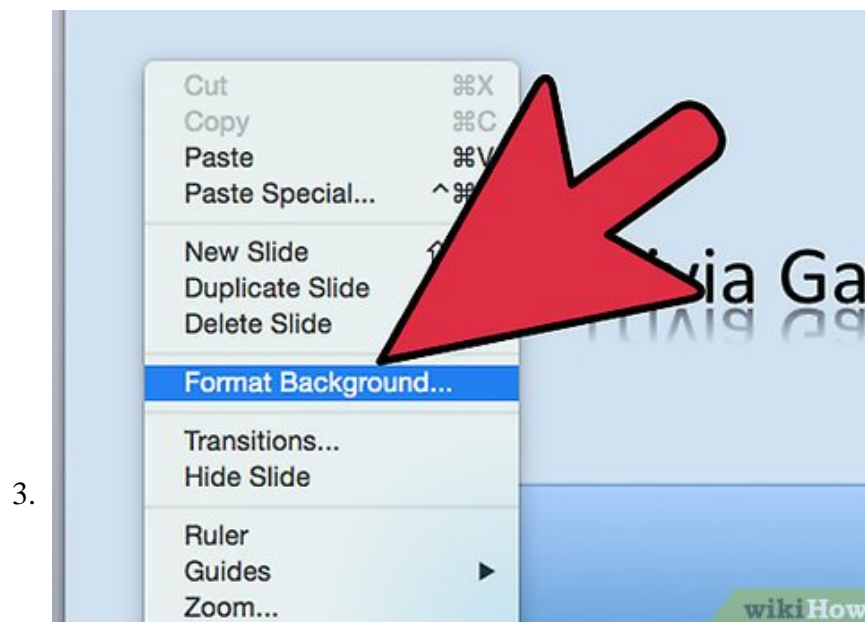 Cut ⌘X
Copy ⌘C
Paste ⌘V
Paste Special... ^⌘
New Slide
Duplicate Slide
Delete Slide
via Ga
Format Background...
Transitions...
Hide Slide
3.
Ruler
Guides ▶
Zoom...
wikiHow